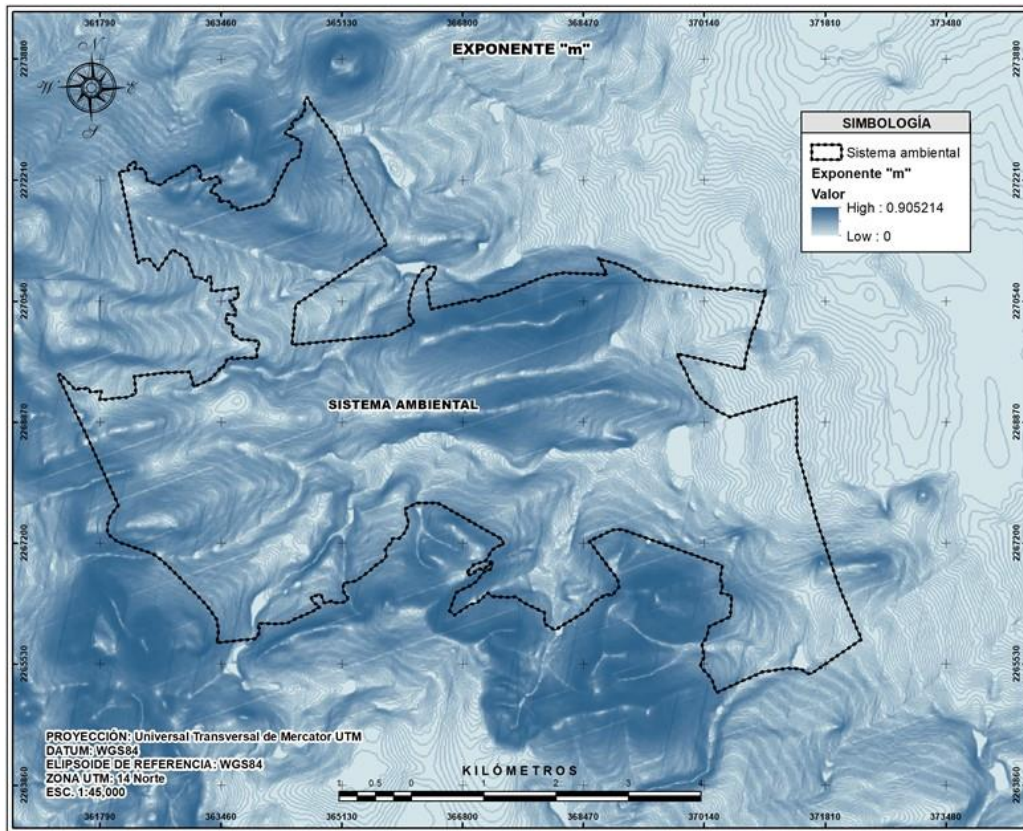 361790 363460 365130 366800 368470 370140 371810 373480
EXPONENTE "m"
N
W E
S
2273880 2273880
SIMBOLOGÍA
Sistema ambiental
Exponente "m"
Valor
High : 0.905214
Low : 0
2272210 2272210
2270540 2270540
SISTEMA AMBIENTAL
2268870 2268870
2267200 2267200
2265530 2265530
PROYECCIÓN: Universal Transversal de Mercator UTM
DATUM: WGS84
ELIPSOIDE DE REFERENCIA: WGS84
ZONA UTM: 14 Norte
ESC. 1:45,000
KILÓMETROS
1 0.5 0 1 2 3 4
2263860 2263860
361790 363460 365130 366800 368470 370140 371810 373480